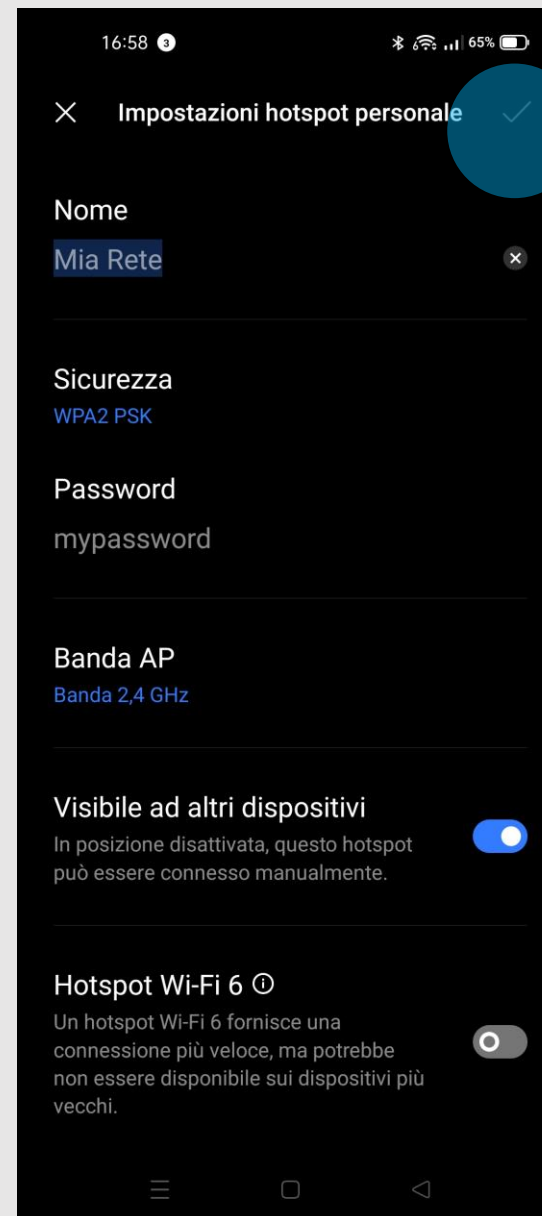 16:58 3 65%
Impostazioni hotspot personale
Nome
Mia Rete
Sicurezza
WPA2 PSK
Password
mypassword
Banda AP
Banda 2,4 GHz
Visibile ad altri dispositivi
In posizione disattivata, questo hotspot
può essere connesso manualmente.
Hotspot Wi-Fi 6
Un hotspot Wi-Fi 6 fornisce una
connessione più veloce, ma potrebbe
non essere disponibile sui dispositivi più
vecchi.